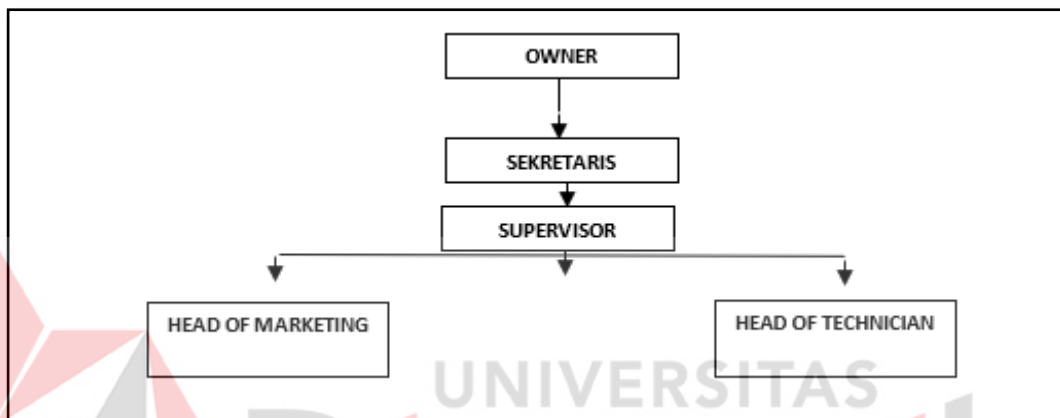 OWNER
SEKRETARIS
SUPERVISOR
HEAD OF MARKETING
HEAD OF TECHNICIAN
UNIVERSITAS